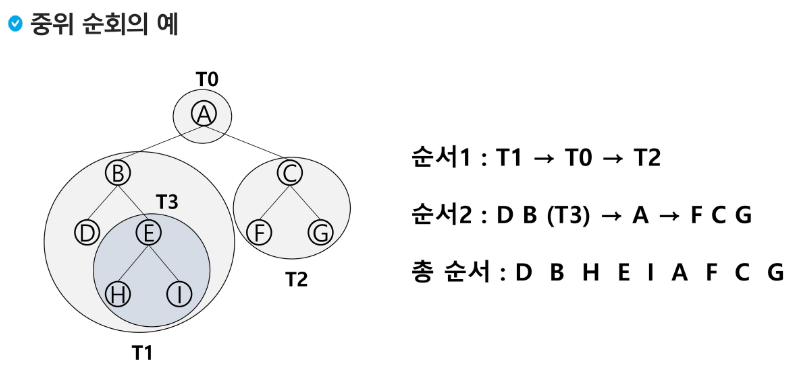 중위 순회의 예
T0
A
B
C
T3
D
E
F
G
H
I
T2
T1
순서1 : T1 → T0 → T2
순서2 : D B (T3) → A → F C G
총 순서 : D B H E I A F C G